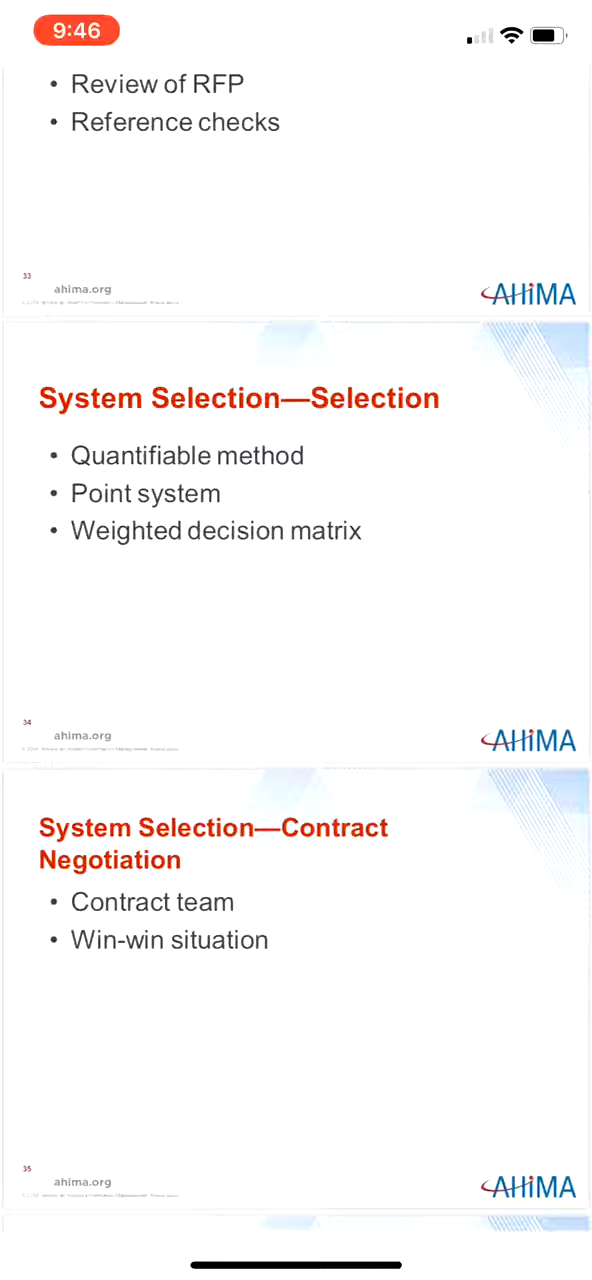 9:46
• Review of RFP
• Reference checks
33
ahima.org
AHIMA
System Selection—Selection
• Quantifiable method
• Point system
• Weighted decision matrix
34
ahima.org
AHIMA
System Selection—Contract
Negotiation
• Contract team
• Win-win situation
35
ahima.org
AHIMA